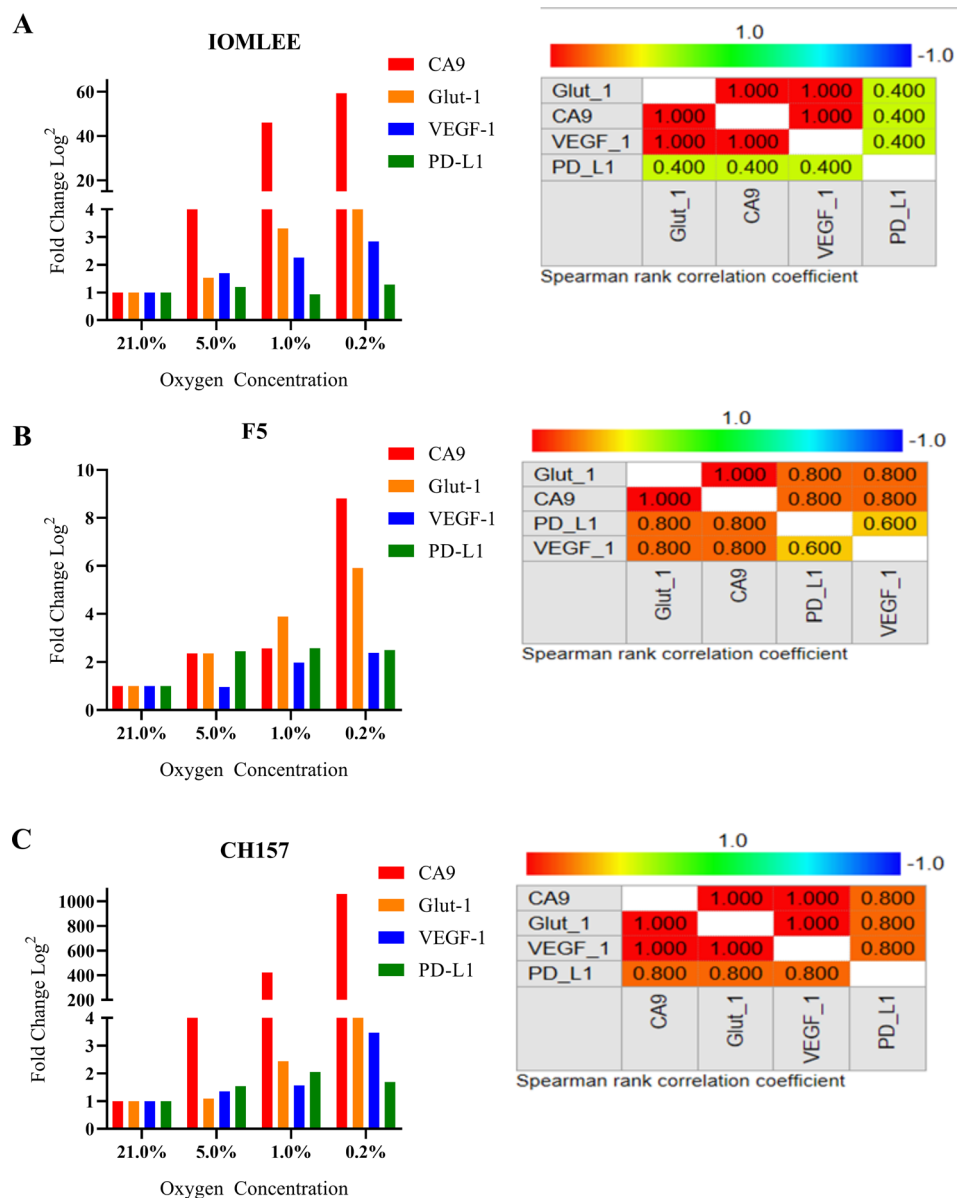 A
IOMLEE
CA9
Glut-1
VEGF-1
PD-L1
Fold Change Log²
60
40
20
4
3
2
1
0
21.0% 5.0% 1.0% 0.2%
Oxygen Concentration
1.0
-1.0
Glut_1 1.000 1.000 0.400
CA9 1.000 1.000 0.400
VEGF_1 1.000 1.000 0.400
PD_L1 0.400 0.400 0.400
Glut_1 CA9 VEGF_1 PD_L1
Spearman rank correlation coefficient
B
F5
CA9
Glut-1
VEGF-1
PD-L1
Fold Change Log²
10
8
6
4
2
0
21.0% 5.0% 1.0% 0.2%
Oxygen Concentration
1.0
-1.0
Glut_1 1.000 0.800 0.800
CA9 1.000 0.800 0.800
PD_L1 0.800 0.800 0.600
VEGF_1 0.800 0.800 0.600
Glut_1 CA9 PD_L1 VEGF_1
Spearman rank correlation coefficient
C
CH157
CA9
Glut-1
VEGF-1
PD-L1
Fold Change Log²
1000
800
600
400
200
4
3
2
1
0
21.0% 5.0% 1.0% 0.2%
Oxygen Concentration
1.0
-1.0
CA9 1.000 1.000 0.800
Glut_1 1.000 1.000 0.800
VEGF_1 1.000 1.000 0.800
PD_L1 0.800 0.800 0.800
CA9 Glut_1 VEGF_1 PD_L1
Spearman rank correlation coefficient